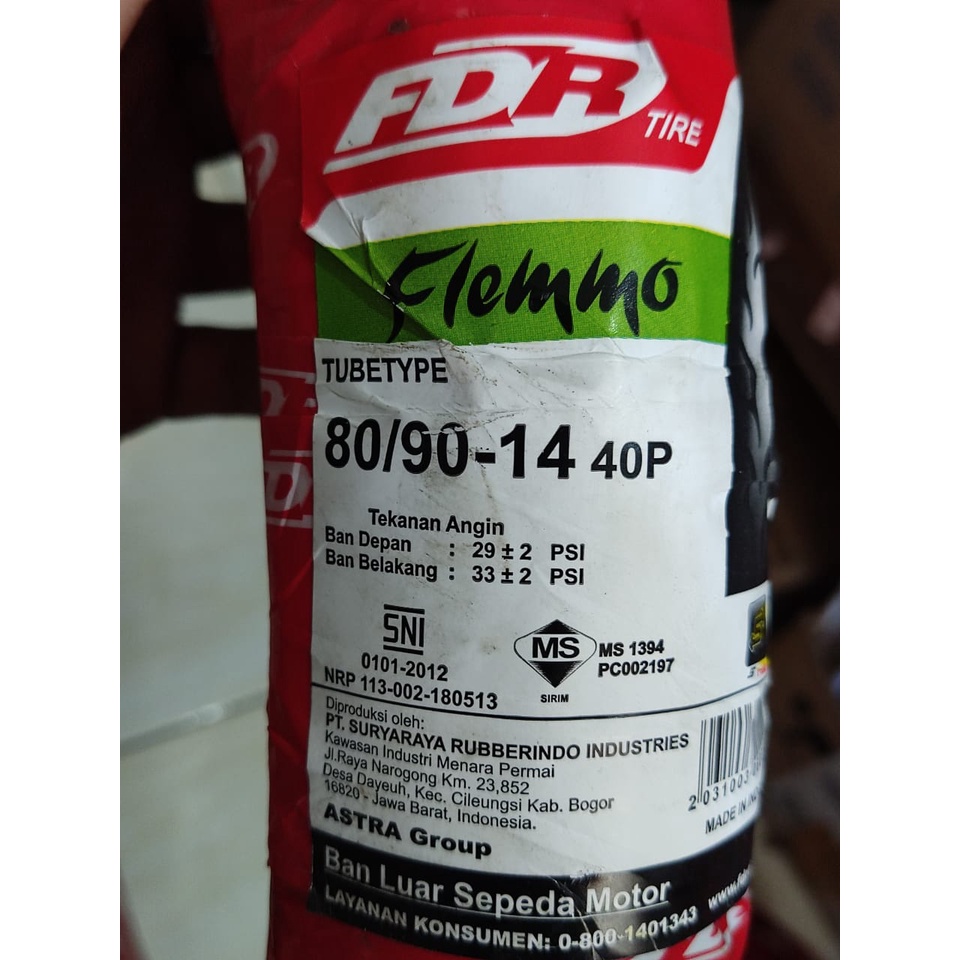 FDR TIRE
Flemmo
TUBETYPE
80/90-14 40P
Tekanan Angin
Ban Depan : 29 ± 2 PSI
Ban Belakang : 33 ± 2 PSI
SNI
0101-2012
NRP 113-002-180513
MS
SIRIM
MS 1394
PC002197
Diproduksi oleh:
PT. SURYARAYA RUBBERINDO INDUSTRIES
Kawasan Industri Menara Permai
Jl.Raya Narogong Km. 23,852
Desa Dayeuh, Kec. Cileungsi Kab. Bogor
16820 - Jawa Barat, Indonesia.
ASTRA Group
MADE IN
Ban Luar Sepeda Motor
LAYANAN KONSUMEN: 0-800-1401343